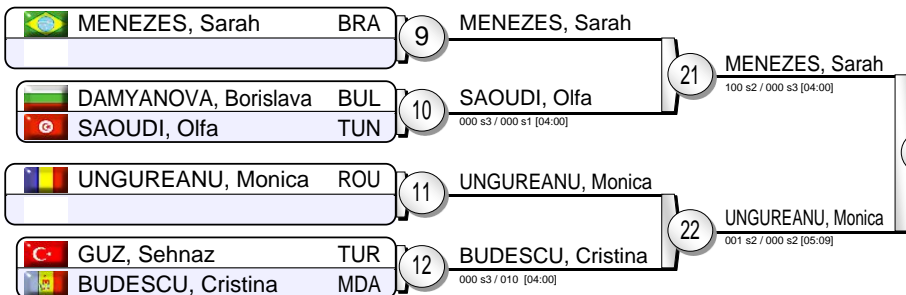 MENEZES, Sarah BRA
9
MENEZES, Sarah
21
MENEZES, Sarah
100 s2 / 000 s3 [04:00]
DAMYANOVA, Borislava BUL
SAOUDI, Olfa TUN
10
SAOUDI, Olfa
000 s3 / 000 s1 [04:00]
UNGUREANU, Monica ROU
11
UNGUREANU, Monica
22
UNGUREANU, Monica
001 s2 / 000 s2 [05:09]
GUZ, Sehnaz TUR
BUDESCU, Cristina MDA
12
BUDESCU, Cristina
000 s3 / 010 [04:00]